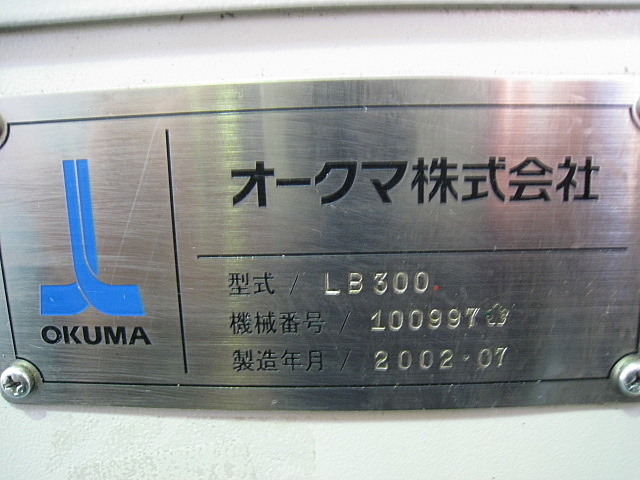 オークマ株式会社
OKUMA
型式 / LB300
機械番号 / 100997
製造年月 / 2002・07